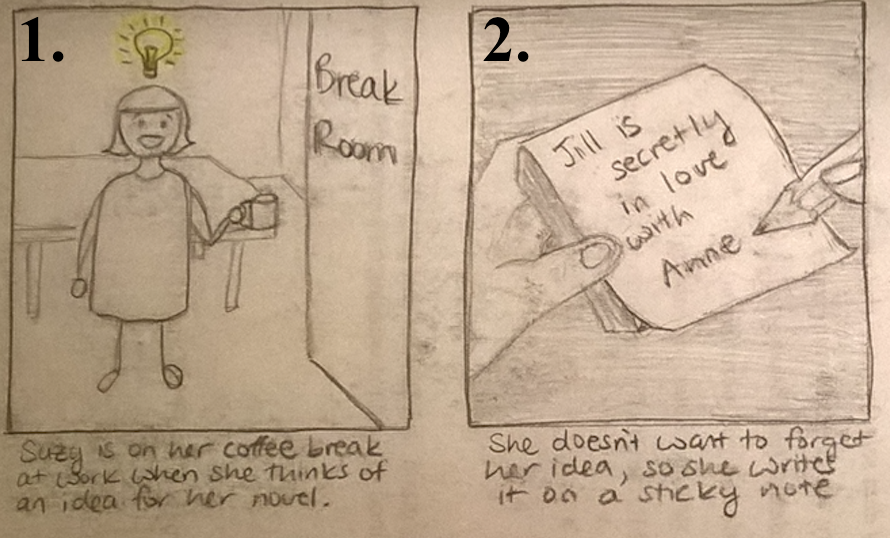 1.
Break
Room
Suzy is on her coffee break
at work when she thinks of
an idea for her novel.
2.
Jill is
secretly
in love
with
Anne
She doesn't want to forget
her idea, so she writes
it on a sticky note